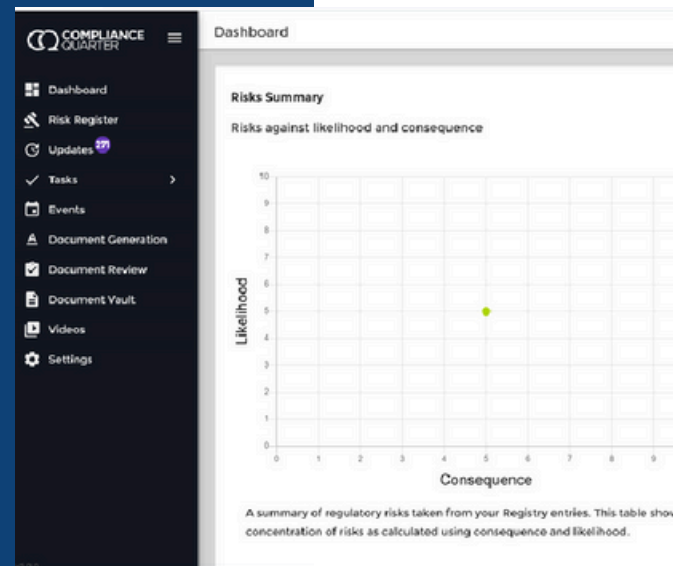 COMPLIANCE
QUARTER
Dashboard
Risk Register
Updates 271
Tasks
Events
Document Generation
Document Review
Document Vault
Videos
Settings
Dashboard
Risks Summary
Risks against likelihood and consequence
10
9
8
7
6
5
4
3
2
1
0
Likelihood
0 1 2 3 4 5 6 7 8 9
Consequence
A summary of regulatory risks taken from your Registry entries. This table show
concentration of risks as calculated using consequence and likelihood.